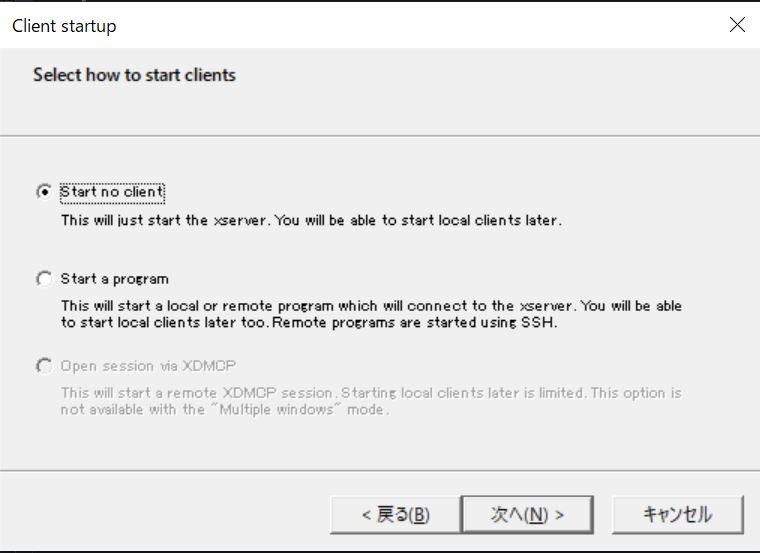 Client startup
Select how to start clients
Start no client
This will just start the xserver. You will be able to start local clients later.
Start a program
This will start a local or remote program which will connect to the xserver. You will be able
to start local clients later too. Remote programs are started using SSH.
Open session via XDMCP
This will start a remote XDMCP session. Starting local clients later is limited. This option is
not available with the "Multiple windows" mode.
< 戻る(B) 次へ(N) > キャンセル